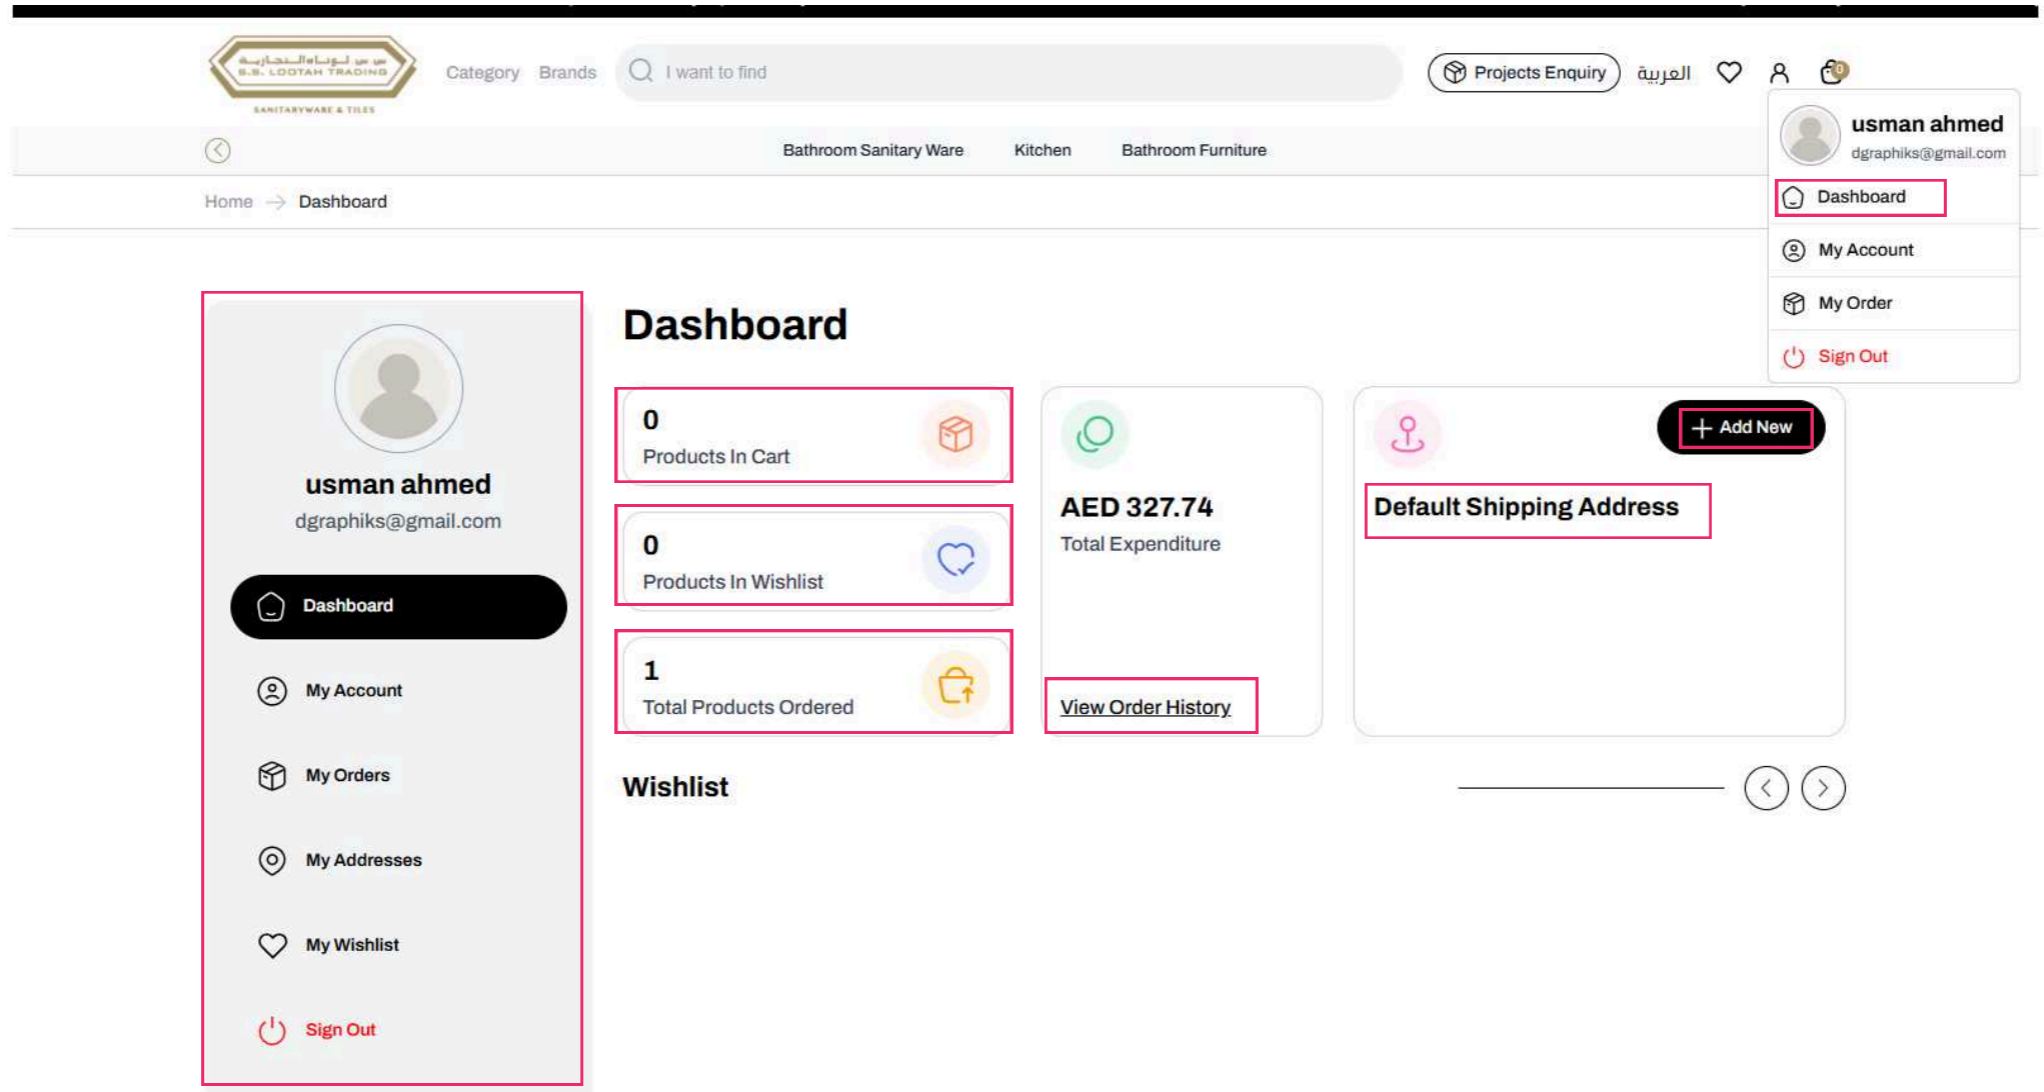 س س لوتاه التجارية
S.S. LOOTAH TRADING
SANITARYWARE & TILES
Category
Brands
I want to find
Projects Enquiry
العربية
0
usman ahmed
dgraphiks@gmail.com
Dashboard
My Account
My Order
Sign Out
Bathroom Sanitary Ware
Kitchen
Bathroom Furniture
Home
Dashboard
usman ahmed
dgraphiks@gmail.com
Dashboard
My Account
My Orders
My Addresses
My Wishlist
Sign Out
Dashboard
0
Products In Cart
0
Products In Wishlist
1
Total Products Ordered
AED 327.74
Total Expenditure
View Order History
Add New
Default Shipping Address
Wishlist